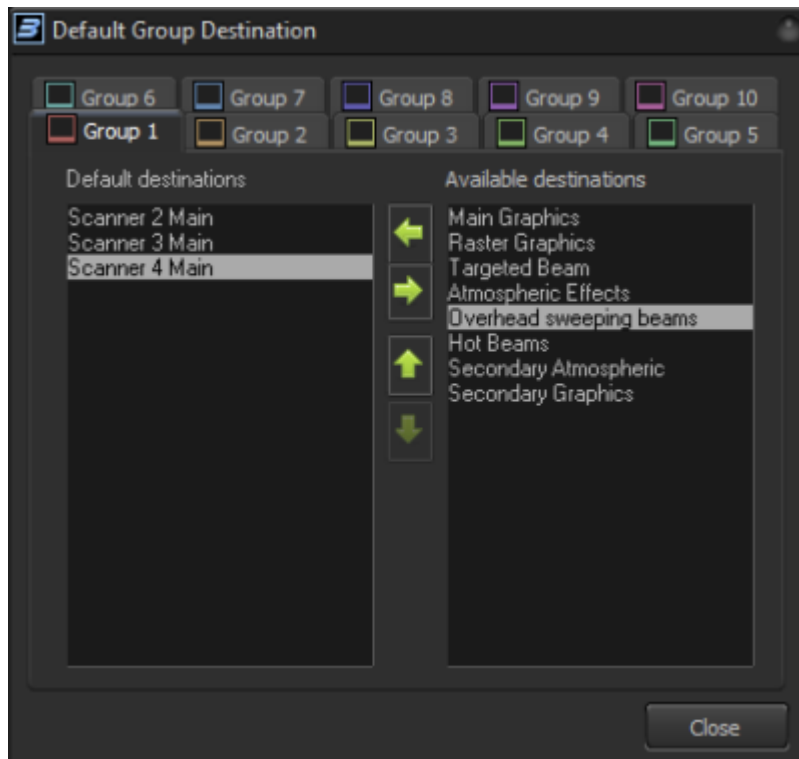 Default Group Destination
Group 6 Group 7 Group 8 Group 9 Group 10
Group 1 Group 2 Group 3 Group 4 Group 5
Default destinations
Scanner 2 Main
Scanner 3 Main
Scanner 4 Main
Available destinations
Main Graphics
Raster Graphics
Targeted Beam
Atmospheric Effects
Overhead sweeping beams
Hot Beams
Secondary Atmospheric
Secondary Graphics
Close